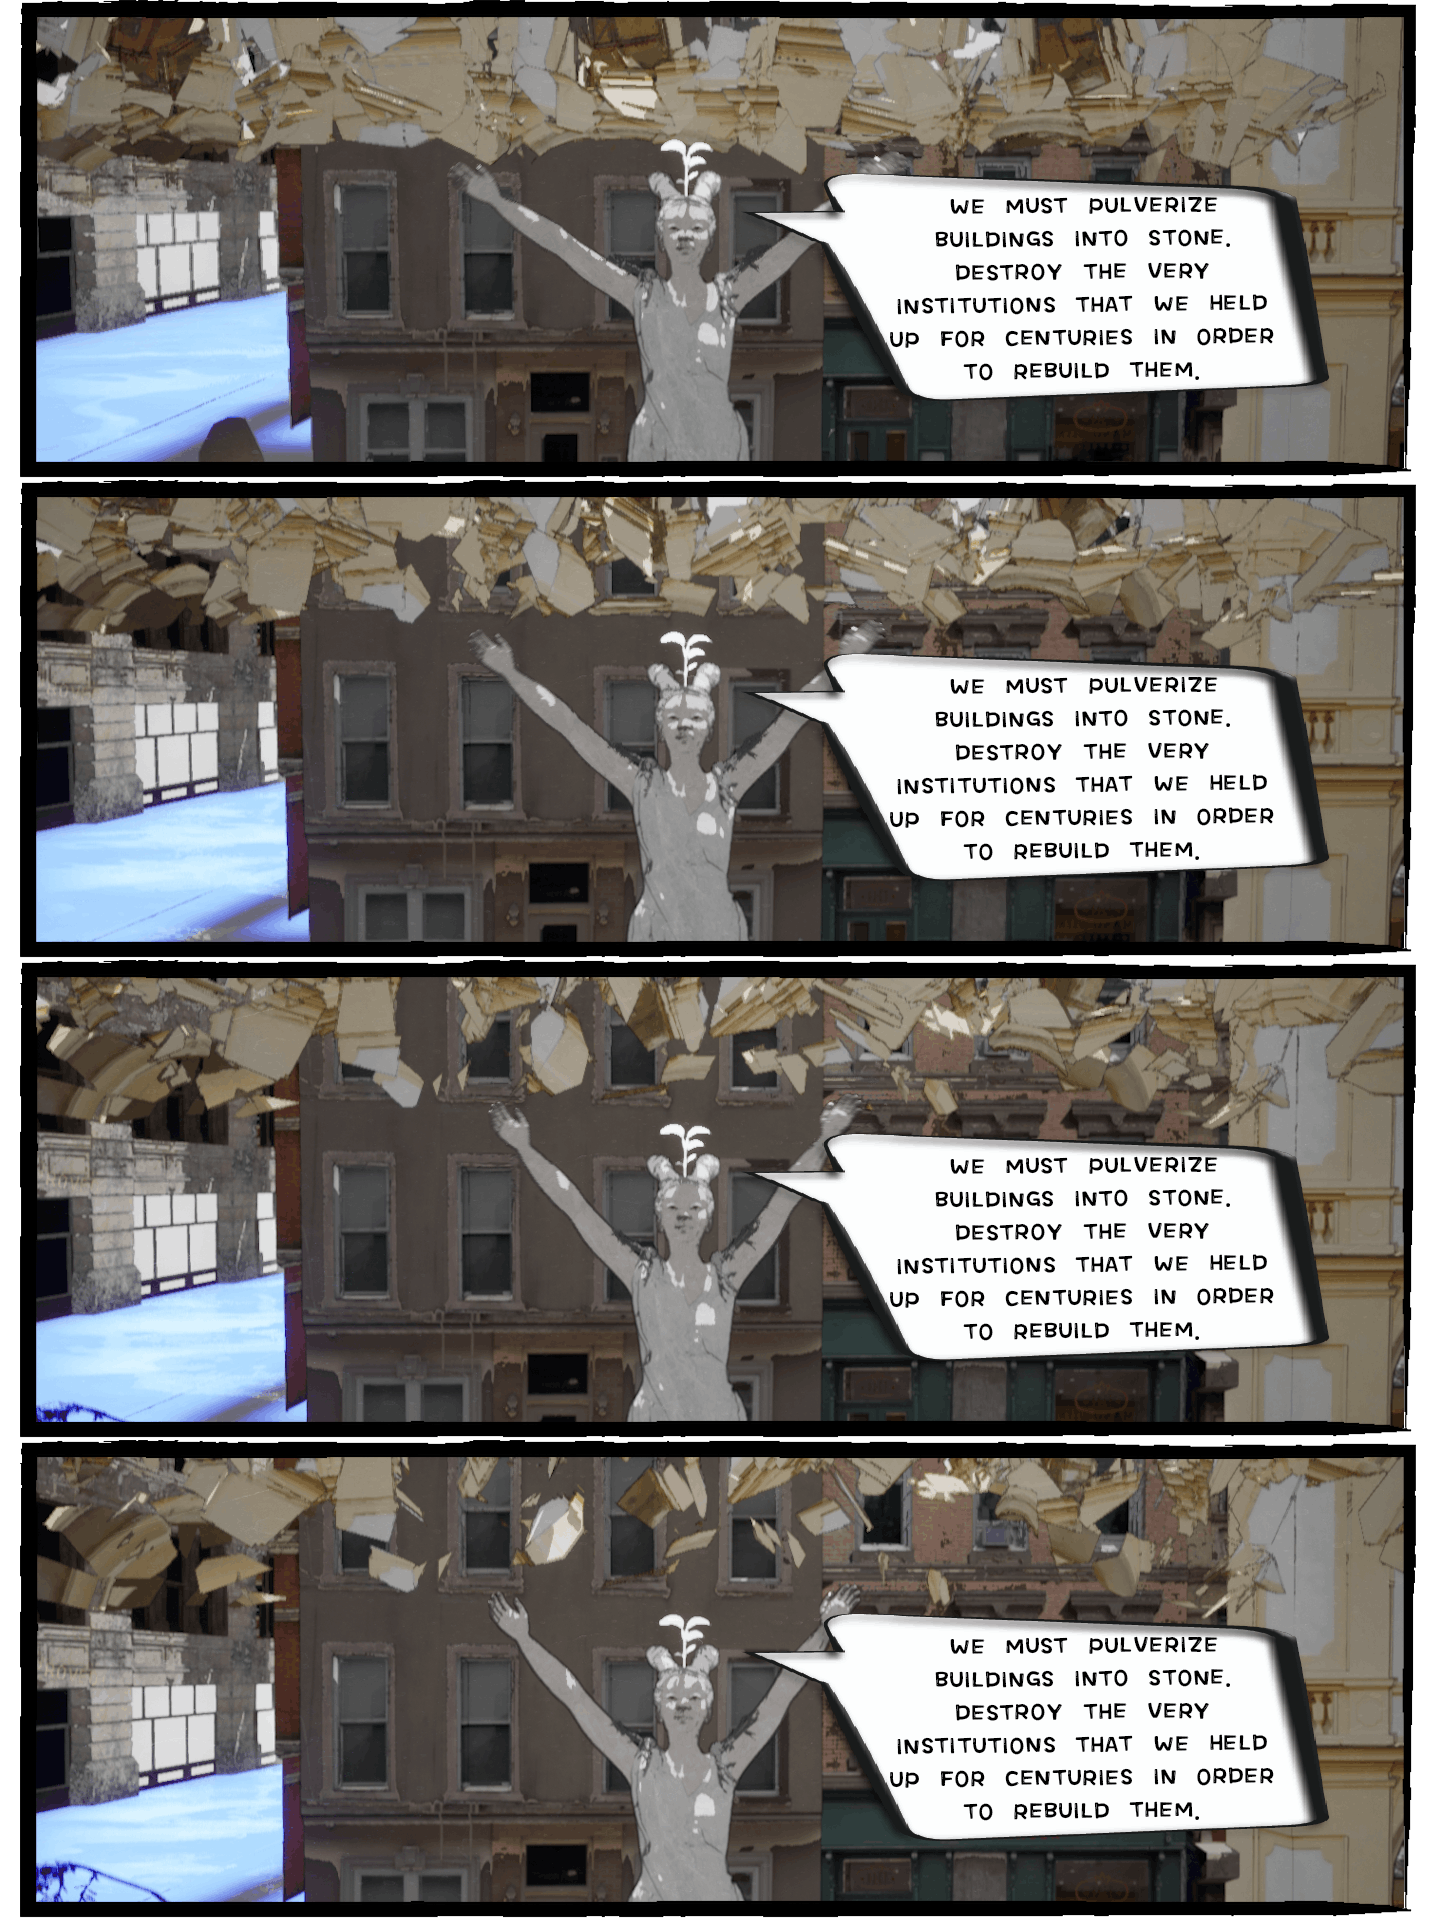 WE MUST PULVERIZE
BUILDINGS INTO STONE.
DESTROY THE VERY
INSTITUTIONS THAT WE HELD
UP FOR CENTURIES IN ORDER
TO REBUILD THEM.
WE MUST PULVERIZE
BUILDINGS INTO STONE.
DESTROY THE VERY
INSTITUTIONS THAT WE HELD
UP FOR CENTURIES IN ORDER
TO REBUILD THEM.
WE MUST PULVERIZE
BUILDINGS INTO STONE.
DESTROY THE VERY
INSTITUTIONS THAT WE HELD
UP FOR CENTURIES IN ORDER
TO REBUILD THEM.
WE MUST PULVERIZE
BUILDINGS INTO STONE.
DESTROY THE VERY
INSTITUTIONS THAT WE HELD
UP FOR CENTURIES IN ORDER
TO REBUILD THEM.